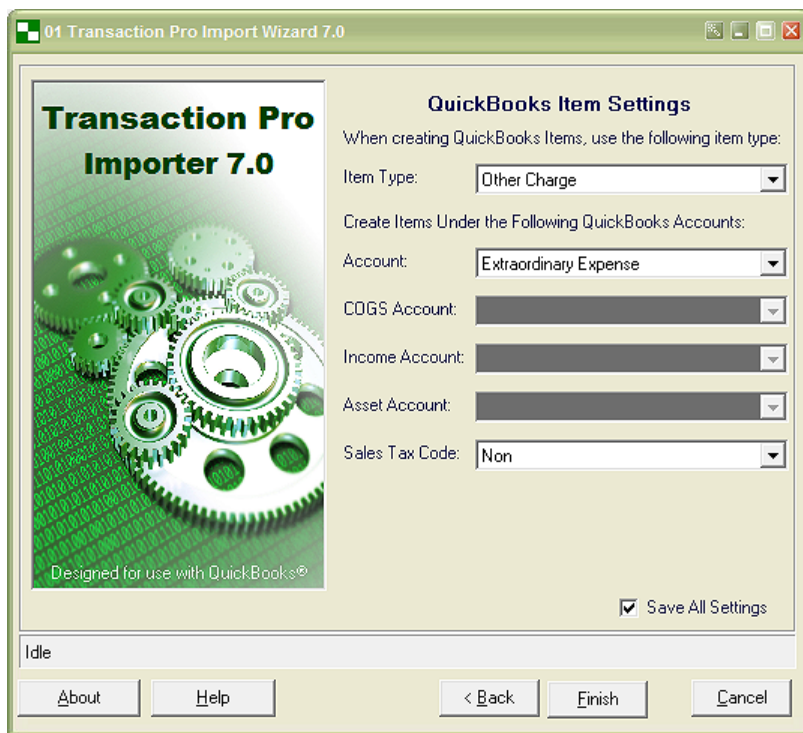 01 Transaction Pro Import Wizard 7.0
Transaction Pro
Importer 7.0
Designed for use with QuickBooks®
QuickBooks Item Settings
When creating QuickBooks Items, use the following item type:
Item Type: Other Charge
Create Items Under the Following QuickBooks Accounts:
Account: Extraordinary Expense
COGS Account:
Income Account:
Asset Account:
Sales Tax Code: Non
Save All Settings
Idle
About Help < Back Finish Cancel